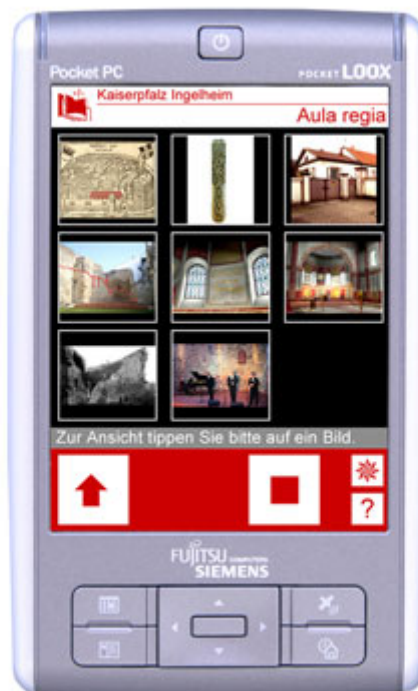 Pocket PC
POCKET LOOX
Kaiserpfalz Ingelheim
Aula regia
Zur Ansicht tippen Sie bitte auf ein Bild.
?
FUJITSU COMPUTERS
SIEMENS